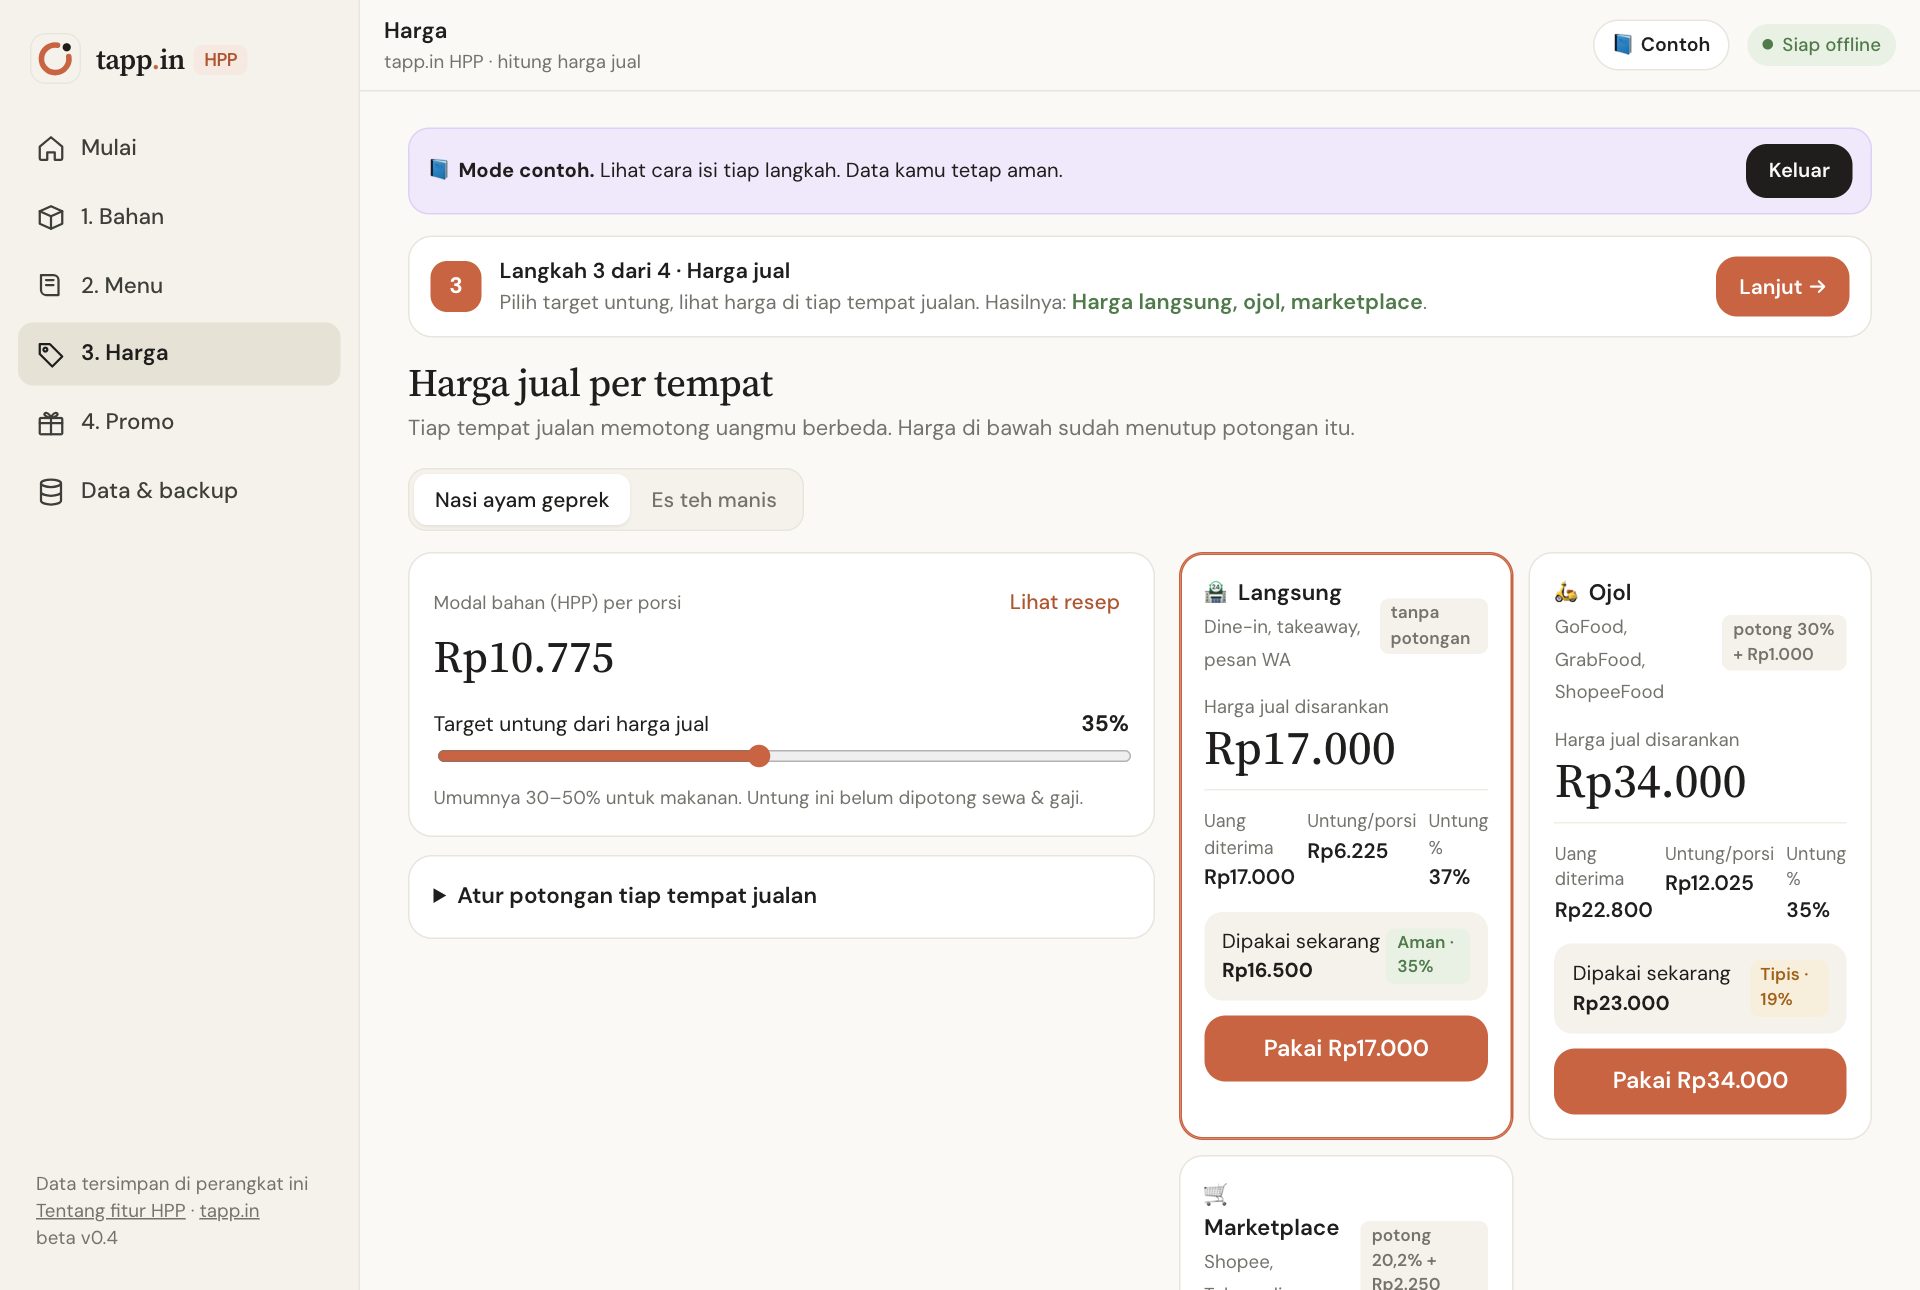 tapp.in HPP
Mulai
1. Bahan
2. Menu
3. Harga
4. Promo
Data & backup
Data tersimpan di perangkat ini
Tentang fitur HPP · tapp.in
beta v0.4
Harga
tapp.in HPP · hitung harga jual
Contoh
Siap offline
Mode contoh. Lihat cara isi tiap langkah. Data kamu tetap aman.
Keluar
3
Langkah 3 dari 4 · Harga jual
Pilih target untung, lihat harga di tiap tempat jualan. Hasilnya: Harga langsung, ojol, marketplace.
Lanjut →
Harga jual per tempat
Tiap tempat jualan memotong uangmu berbeda. Harga di bawah sudah menutup potongan itu.
Nasi ayam geprek
Es teh manis
Modal bahan (HPP) per porsi
Lihat resep
Rp10.775
Target untung dari harga jual
35%
Umumnya 30–50% untuk makanan. Untung ini belum dipotong sewa & gaji.
Atur potongan tiap tempat jualan
Langsung
Dine-in, takeaway,
pesan WA
tanpa
potongan
Harga jual disarankan
Rp17.000
Uang
diterima
Rp17.000
Untung/porsi
Rp6.225
Untung
%
37%
Dipakai sekarang
Rp16.500
Aman ·
35%
Pakai Rp17.000
Ojol
GoFood,
GrabFood,
ShopeeFood
potong 30%
+ Rp1.000
Harga jual disarankan
Rp34.000
Uang
diterima
Rp22.800
Untung/porsi
Rp12.025
Untung
%
35%
Dipakai sekarang
Rp23.000
Tipis ·
19%
Pakai Rp34.000
Marketplace
Shopee,
potong
20,2% +
Rp2.250